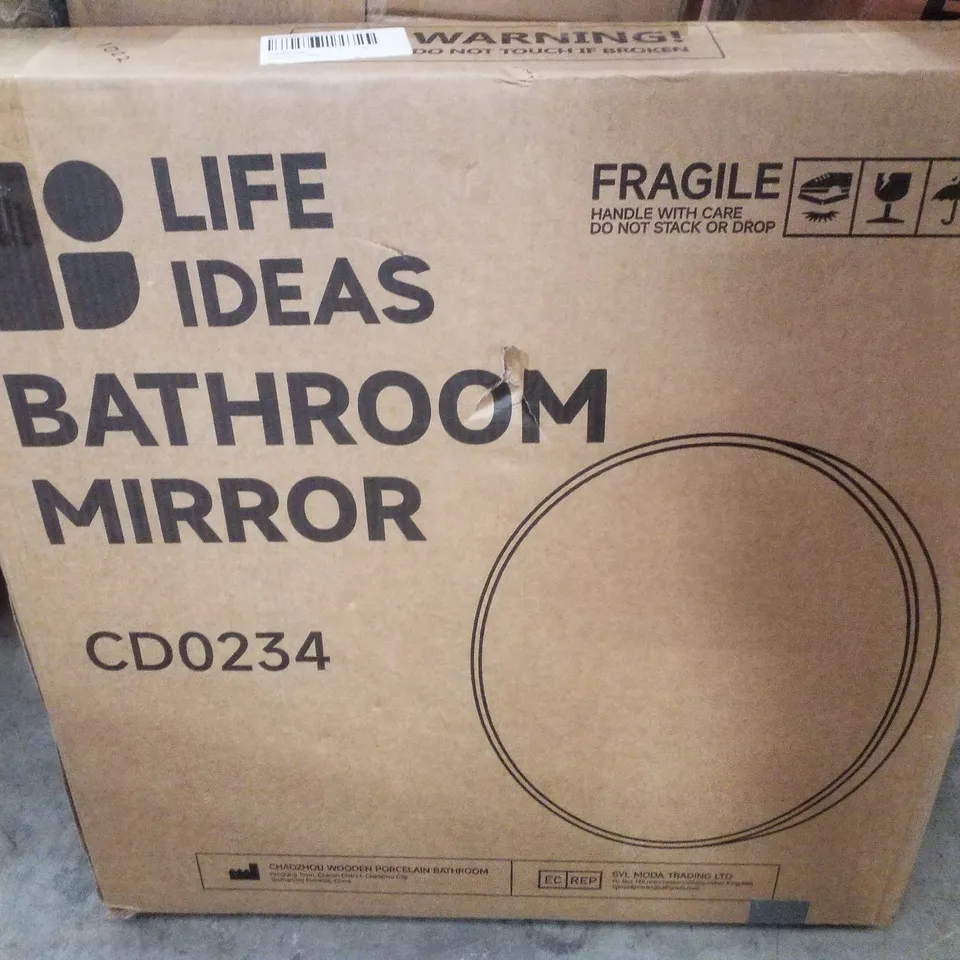 1022
WARNING!
DO NOT TOUCH IF BROKEN
LIFE
IDEAS
FRAGILE
HANDLE WITH CARE
DO NOT STACK OR DROP
BATHROOM
MIRROR
CD0234
CHAOZHOU WOODEN PORCELAIN BATHROOM
EC REP
SYL MODA TRADING LTD